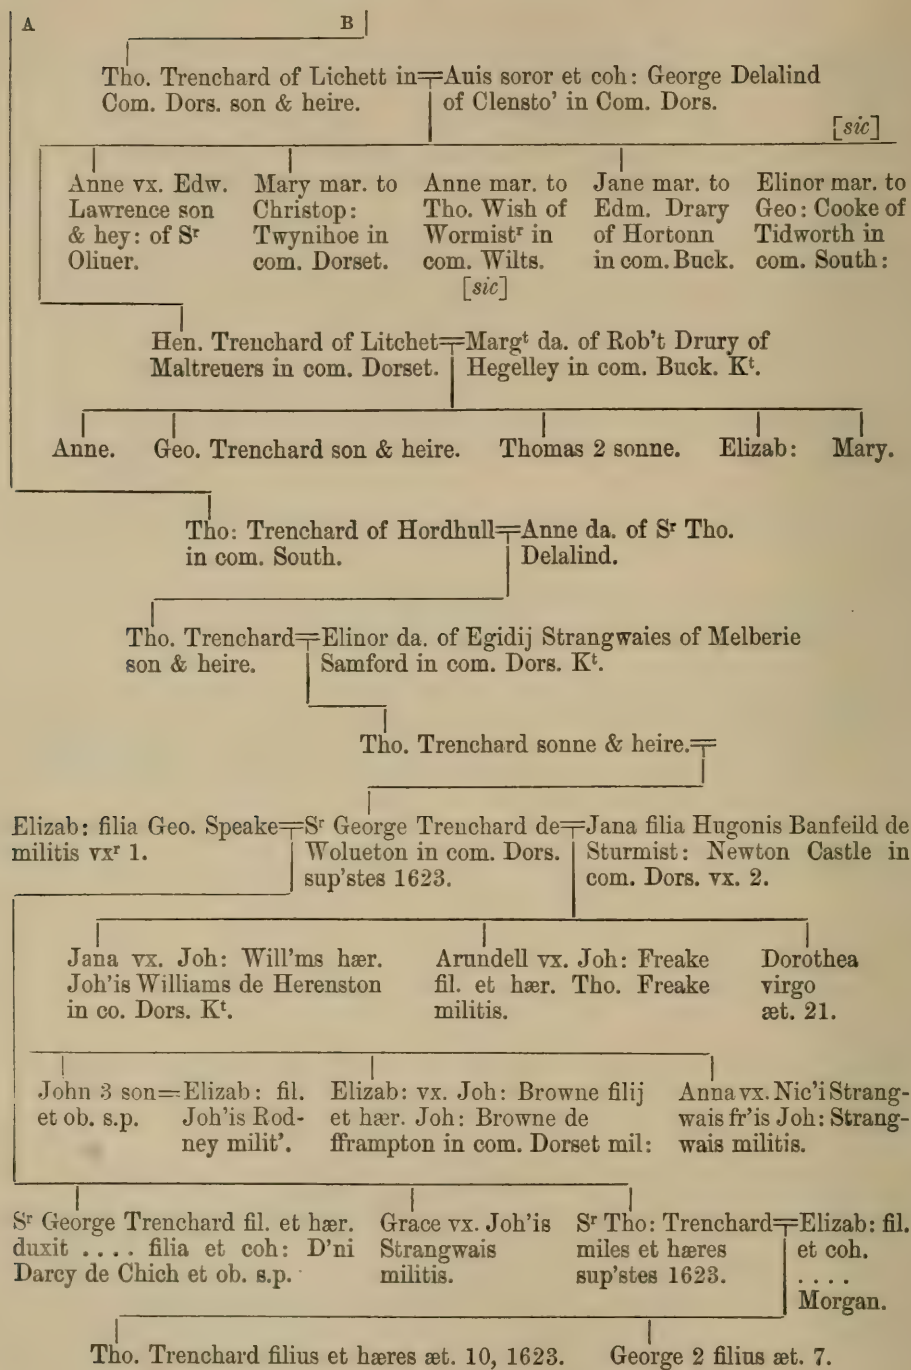 A B
Tho. Trenchard of Lichett in Auis soror et coh: George Delalind
Com. Dors. son & heire. of Clensto' in Com. Dors.
[sic]
Anne vx. Edw. Mary mar. to Anne mar. to Jane mar. to Elinor mar. to
Lawrence son Christop: Tho. Wish of Edm. Drary Geo: Cooke of
& hey: of Sʳ Twynihoe in Wormistʳ in of Hortonn Tidworth in
Oliuer. com. Dorset. com. Wilts. in com. Buck. com. South:
[sic]
Hen. Trenchard of Litchet Margᵗ da. of Rob't Drury of
Maltreuers in com. Dorset. Hegelley in com. Buck. Kᵗ.
Anne. Geo. Trenchard son & heire. Thomas 2 sonne. Elizab: Mary.
Tho: Trenchard of Hordhull Anne da. of Sʳ Tho.
in com. South. Delalind.
Tho. Trenchard Elinor da. of Egidij Strangwaies of Melberie
son & heire. Samford in com. Dors. Kᵗ.
Tho. Trenchard sonne & heire.
Elizab: filia Geo. Speake Sʳ George Trenchard de Jana filia Hugonis Banfeild de
militis vxʳ 1. Wolueton in com. Dors. Sturmist: Newton Castle in
sup'stes 1623. com. Dors. vx. 2.
Jana vx. Joh: Will'ms hær. Arundell vx. Joh: Freake Dorothea
Joh'is Williams de Herenston fil. et hær. Tho. Freake virgo
in co. Dors. Kᵗ. militis. æt. 21.
John 3 son Elizab: fil. Elizab: vx. Joh: Browne filij Anna vx. Nic'i Strang-
et ob. s.p. Joh'is Rod- et hær. Joh: Browne de wais fr'is Joh: Strang-
ney milit'. fframpton in com. Dorset mil: wais militis.
Sʳ George Trenchard fil. et hær. Grace vx. Joh'is Sʳ Tho: Trenchard Elizab: fil.
duxit .... filia et coh: D'ni Strangwais miles et hæres et coh.
Darcy de Chich et ob. s.p. militis. sup'stes 1623. ....
Morgan.
Tho. Trenchard filius et hæres æt. 10, 1623. George 2 filius æt. 7.